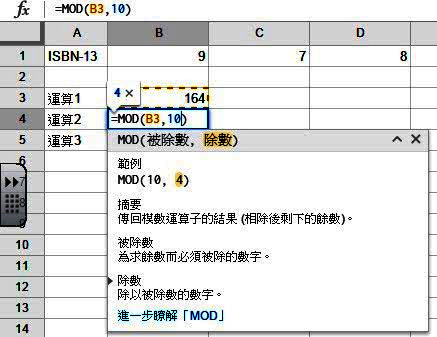 fx =MOD(B3,10)
A B C D
1 ISBN-13 9 7 8
2
4 ×
3 運算1 164
4 運算2 =MOD(B3,10)
5 運算3 MOD(被除數, 除數)
6 範例
7 MOD(10, 4)
8 摘要
9 傳回模數運算子的結果 (相除後剩下的餘數)。
10 被除數
為求餘數而必須被除的數字。
11
12 除數
除以被除數的數字。
13 進一步瞭解「MOD」
14